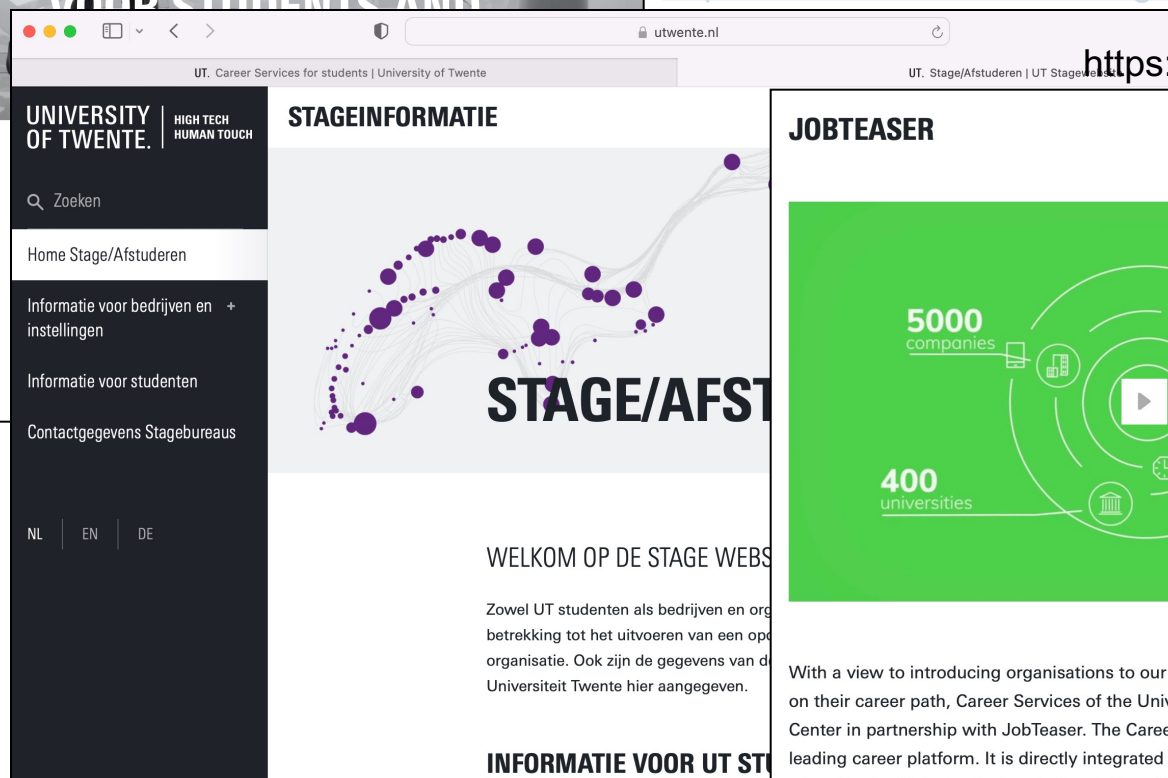 VOOR STUDENTS AND
utwente.nl
https:
UT. Career Services for students | University of Twente
UT. Stage/Afstuderen | UT Stagewebsite
UNIVERSITY
OF TWENTE.
HIGH TECH
HUMAN TOUCH
Zoeken
Home Stage/Afstuderen
Informatie voor bedrijven en +
instellingen
Informatie voor studenten
Contactgegevens Stagebureaus
NL EN DE
STAGEINFORMATIE
STAGE/AFST
WELKOM OP DE STAGE WEBS
Zowel UT studenten als bedrijven en org
betrekking tot het uitvoeren van een opd
organisatie. Ook zijn de gegevens van d
Universiteit Twente hier aangegeven.
INFORMATIE VOOR UT STU
JOBTEASER
5000
companies
400
universities
With a view to introducing organisations to our
on their career path, Career Services of the Univ
Center in partnership with JobTeaser. The Caree
leading career platform. It is directly integrated